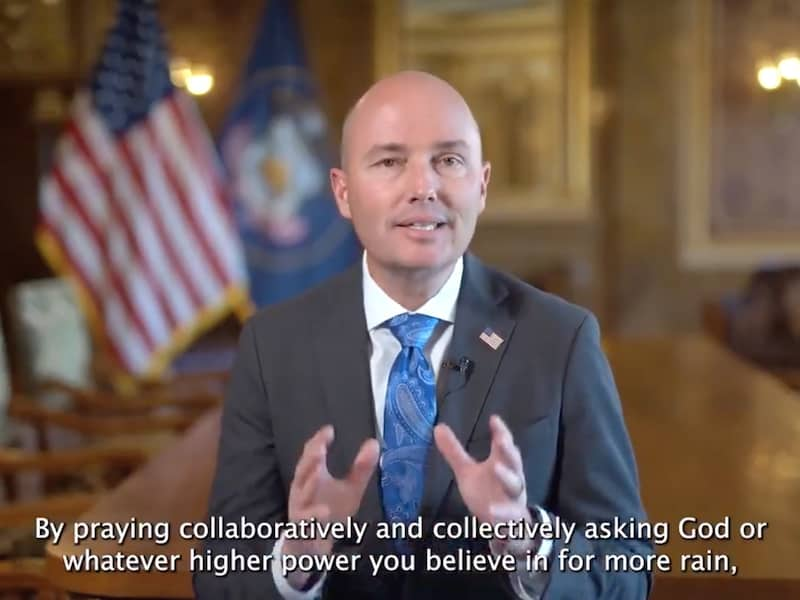 By praying collaboratively and collectively asking God or
whatever higher power you believe in for more rain,